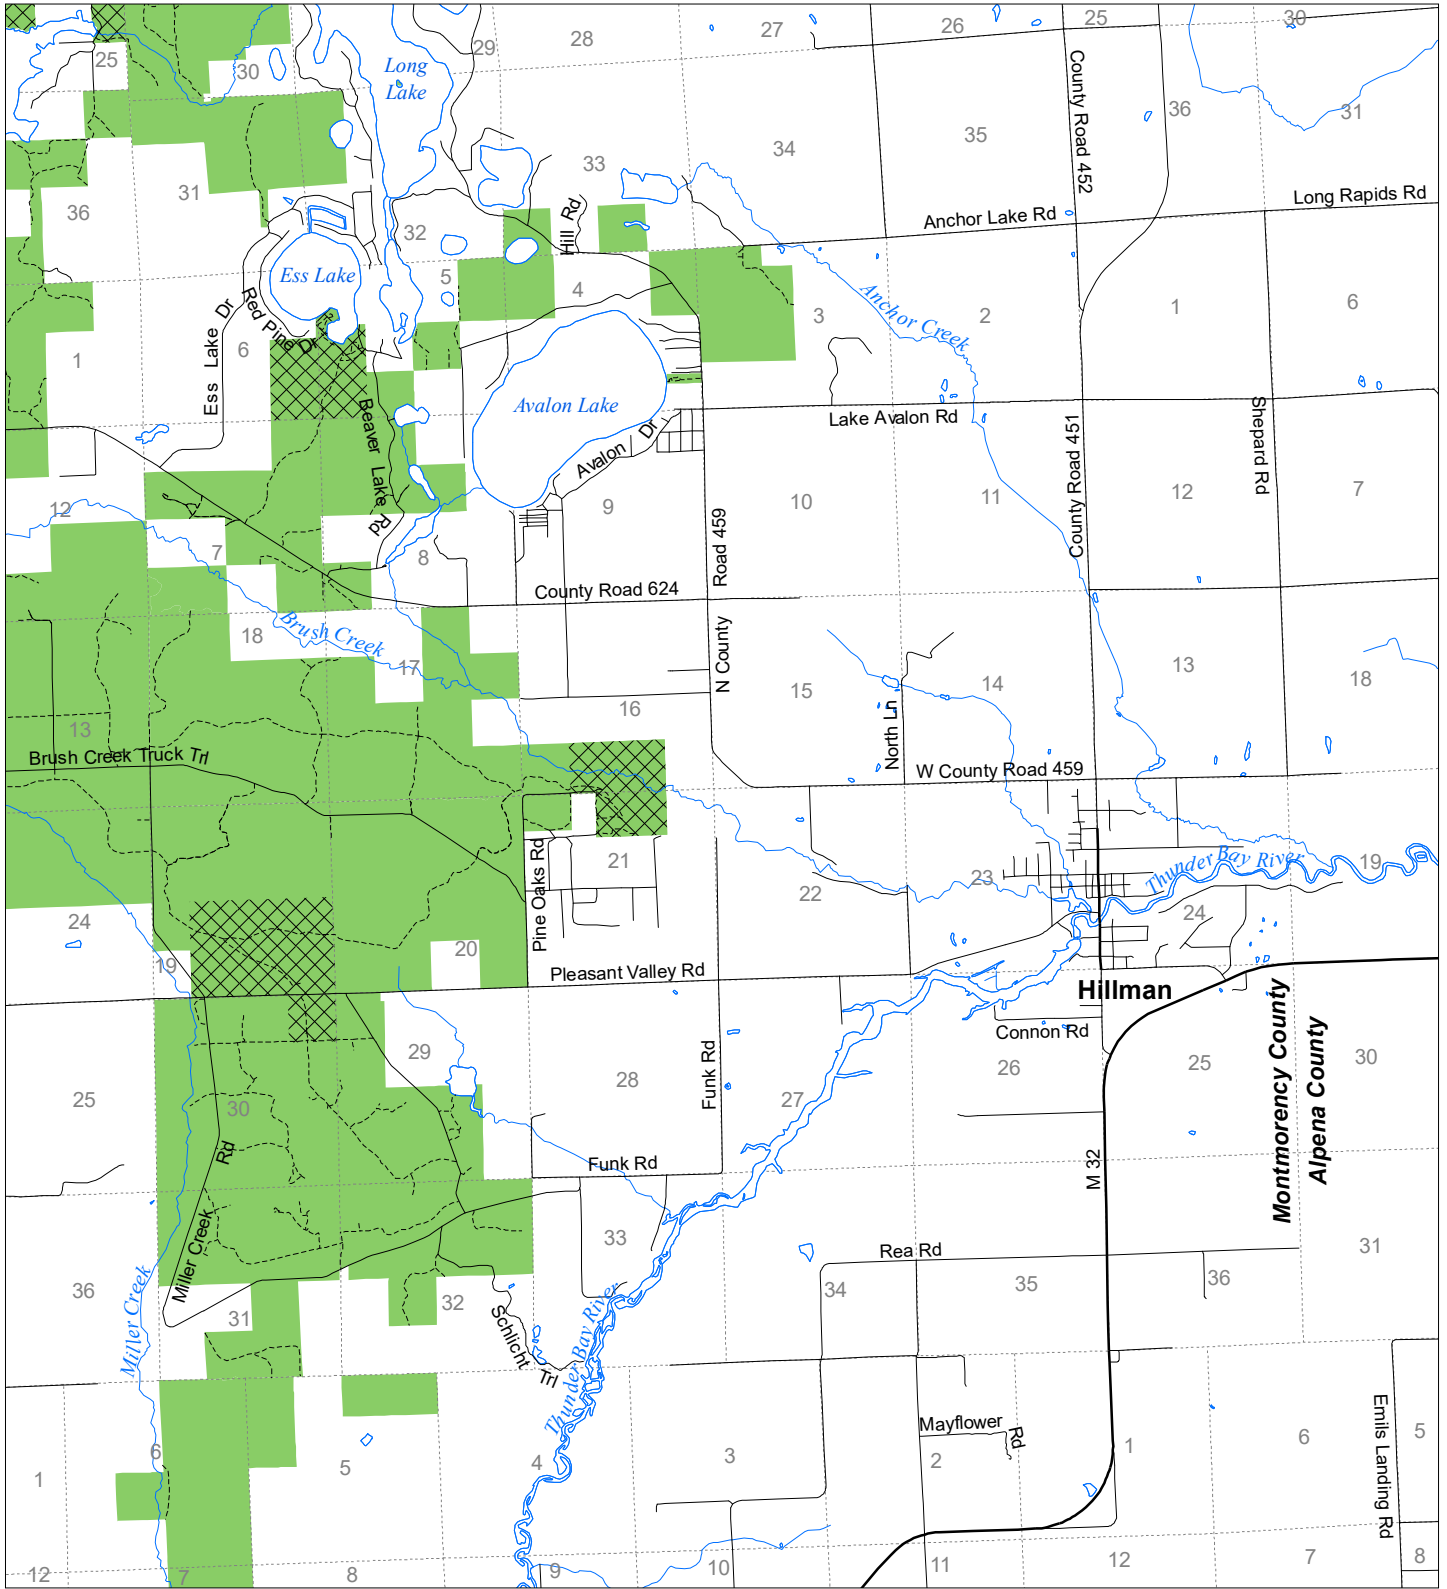 27
26
25
30
29
28
25
30
Long
Lake
36
31
35
34
33
County Road 452
31
36
Long Rapids Rd
Anchor Lake Rd
32
Hill Rd
Ess Lake
5
4
3
Anchor Creek
2
1
6
Ess Lake Dr
Red Pine Dr
6
1
Avalon Lake
Beaver Lake Rd
Lake Avalon Rd
Avalon Dr
County Road 451
Shepard Rd
12
7
8
9
10
11
12
7
Road 459
County Road 624
N County
Brush Creek
18
17
16
15
14
13
18
North Ln
13
Brush Creek Truck Trl
W County Road 459
21
22
23
Thunder Bay River
19
24
Pine Oaks Rd
24
19
20
Pleasant Valley Rd
Hillman
Connon Rd
Montmorency County
Alpena County
29
28
Funk Rd
27
26
25
30
25
30
Miller Creek Rd
Funk Rd
M 32
33
Rea Rd
31
36
Miller Creek
31
32
Schlicht Trl
Thunder Bay River
34
35
36
Mayflower Rd
Emils Landing Rd
1
6
5
4
3
2
1
6
5
12
7
8
9
10
11
12
7
8